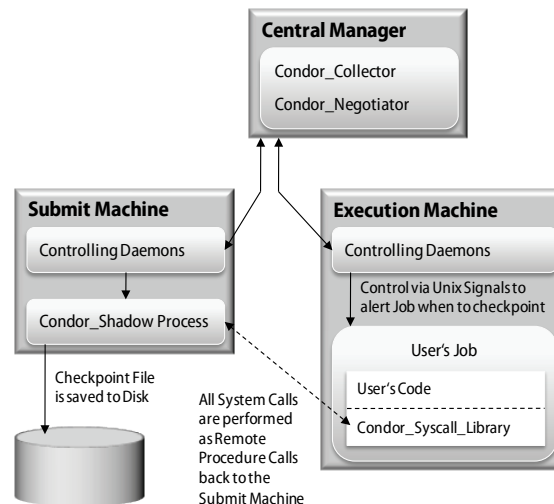 Central Manager
Condor_Collector
Condor_Negotiator
Submit Machine
Controlling Daemons
Condor_Shadow Process
Checkpoint File
is saved to Disk
All System Calls
are performed
as Remote
Procedure Calls
back to the
Submit Machine
Execution Machine
Controlling Daemons
Control via Unix Signals to
alert Job when to checkpoint
User's Job
User's Code
Condor_Syscall_Library